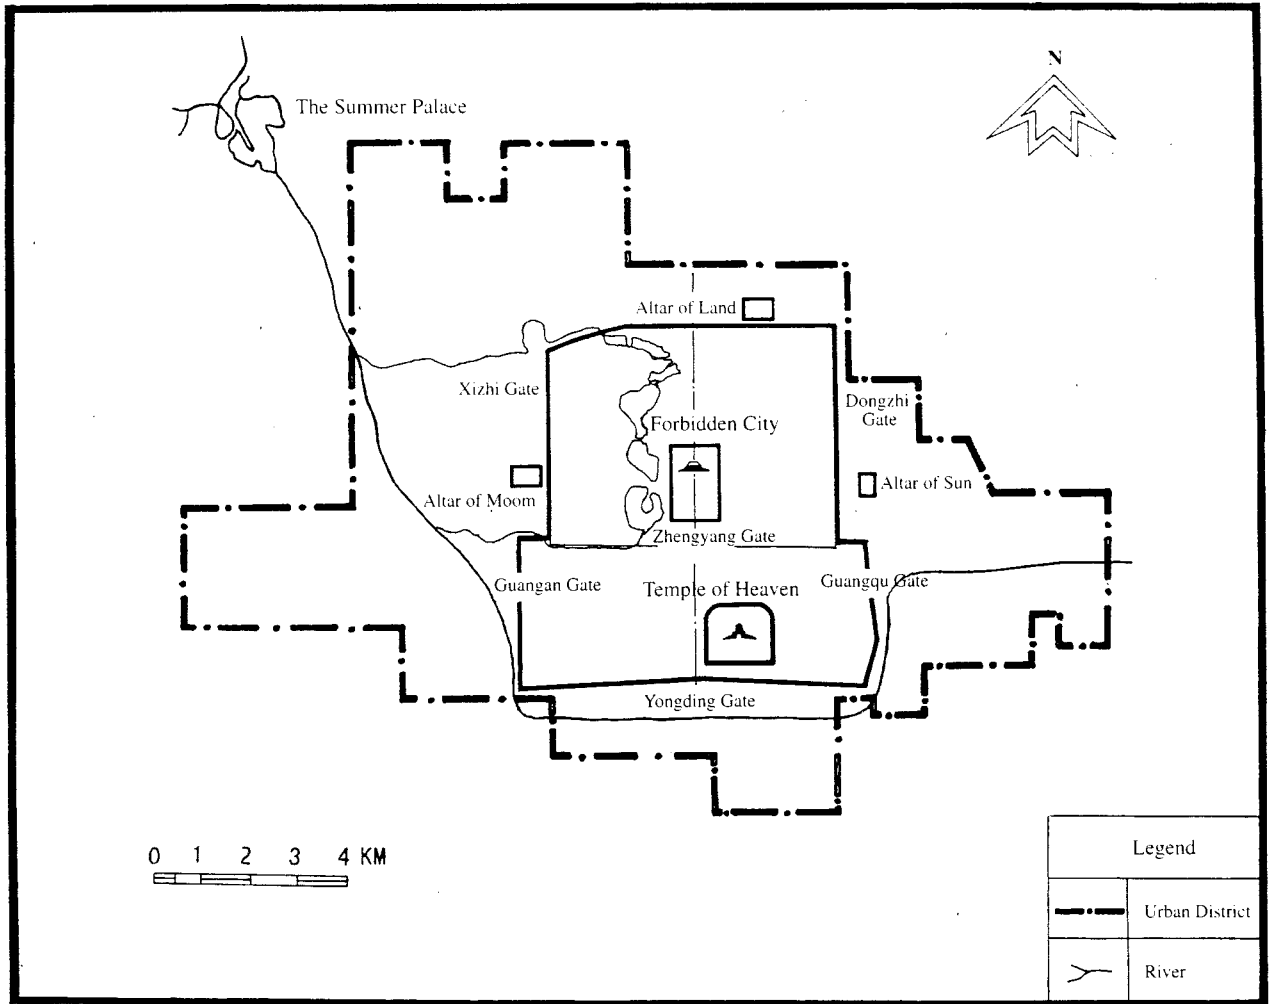 N
The Summer Palace
Altar of Land
Xizhi Gate
Dongzhi
Gate
Forbidden City
Altar of Moom
Altar of Sun
Zhengyang Gate
Guangan Gate
Temple of Heaven
Guangqu Gate
Yongding Gate
0 1 2 3 4 KM
Legend
Urban District
River